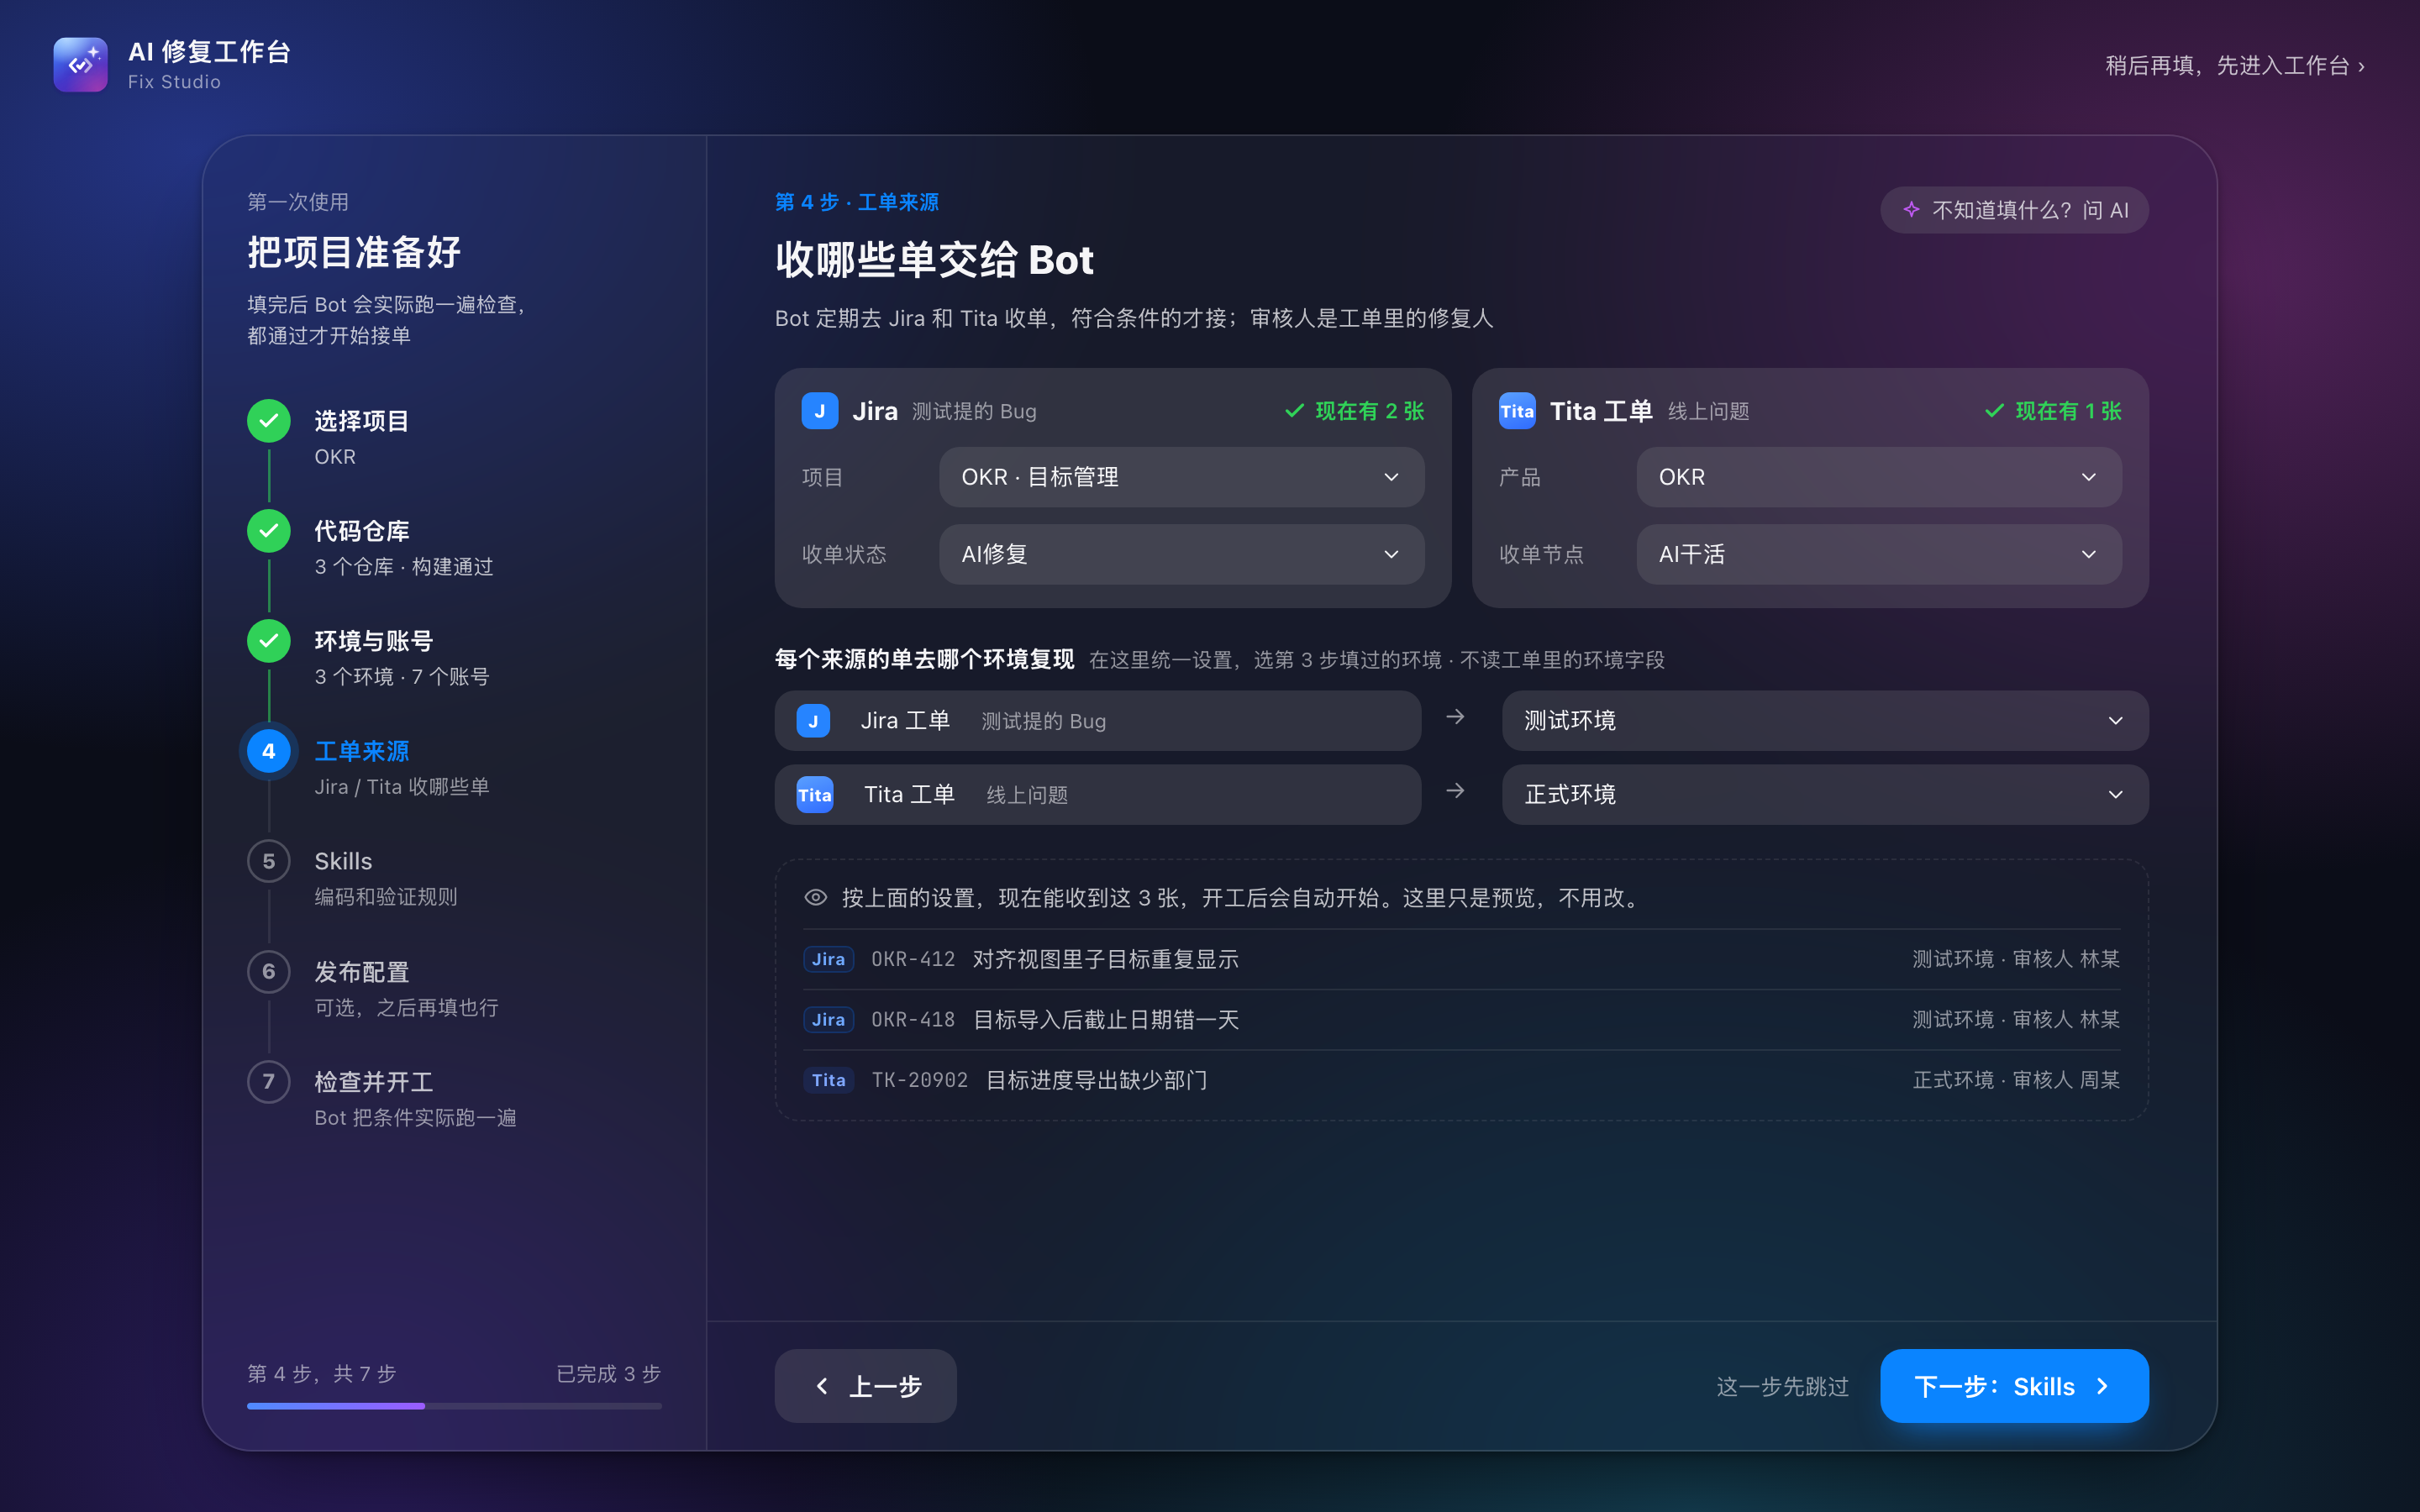 AI 修复工作台
Fix Studio
稍后再填，先进入工作台 ›
第一次使用
把项目准备好
填完后 Bot 会实际跑一遍检查，
都通过才开始接单
选择项目
OKR
代码仓库
3 个仓库 · 构建通过
环境与账号
3 个环境 · 7 个账号
4 工单来源
Jira / Tita 收哪些单
5 Skills
编码和验证规则
6 发布配置
可选，之后再填也行
7 检查并开工
Bot 把条件实际跑一遍
第 4 步，共 7 步 已完成 3 步
第 4 步 · 工单来源
不知道填什么？问 AI
收哪些单交给 Bot
Bot 定期去 Jira 和 Tita 收单，符合条件的才接；审核人是工单里的修复人
J Jira 测试提的 Bug 现在有 2 张
项目 OKR · 目标管理
收单状态 AI修复
Tita Tita 工单 线上问题 现在有 1 张
产品 OKR
收单节点 AI干活
每个来源的单去哪个环境复现 在这里统一设置，选第 3 步填过的环境 · 不读工单里的环境字段
J Jira 工单 测试提的 Bug → 测试环境
Tita Tita 工单 线上问题 → 正式环境
按上面的设置，现在能收到这 3 张，开工后会自动开始。这里只是预览，不用改。
Jira OKR-412 对齐视图里子目标重复显示 测试环境 · 审核人 林某
Jira OKR-418 目标导入后截止日期错一天 测试环境 · 审核人 林某
Tita TK-20902 目标进度导出缺少部门 正式环境 · 审核人 周某
上一步
这一步先跳过
下一步：Skills